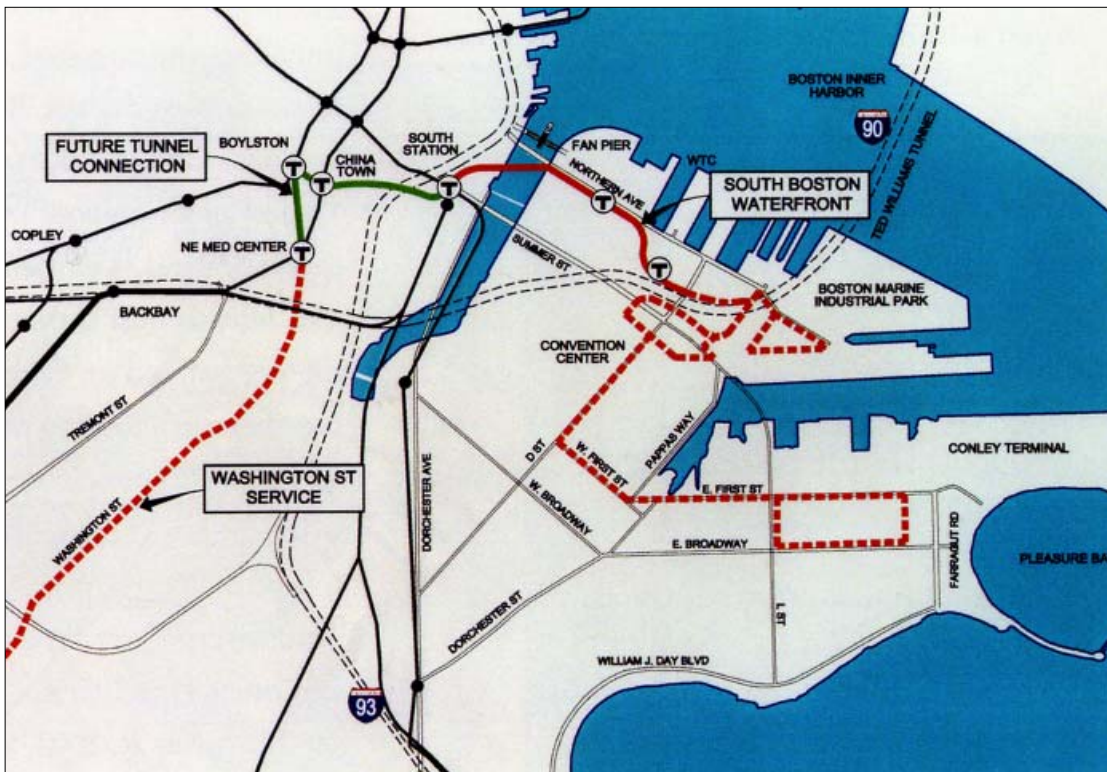 BOSTON INNER
HARBOR
INTERSTATE
90
TED WILLIAMS TUNNEL
FUTURE TUNNEL
CONNECTION
BOYLSTON
T
CHINA
TOWN
T
SOUTH
STATION
T
FAN PIER
NORTHERN AVE
WTC
SOUTH BOSTON
WATERFRONT
T
T
COPLEY
NE MED CENTER
T
SUMMER ST
BACKBAY
BOSTON MARINE
INDUSTRIAL PARK
CONVENTION
CENTER
TREMONT ST
WASHINGTON ST
SERVICE
WASHINGTON ST
DORCHESTER AVE
D ST
W. FIRST ST
PAPPAS WAY
W. BROADWAY
E. FIRST ST
CONLEY TERMINAL
E. BROADWAY
FARRAGUT RD
PLEASURE BA
DORCHESTER ST
L ST
WILLIAM J. DAY BLVD
93